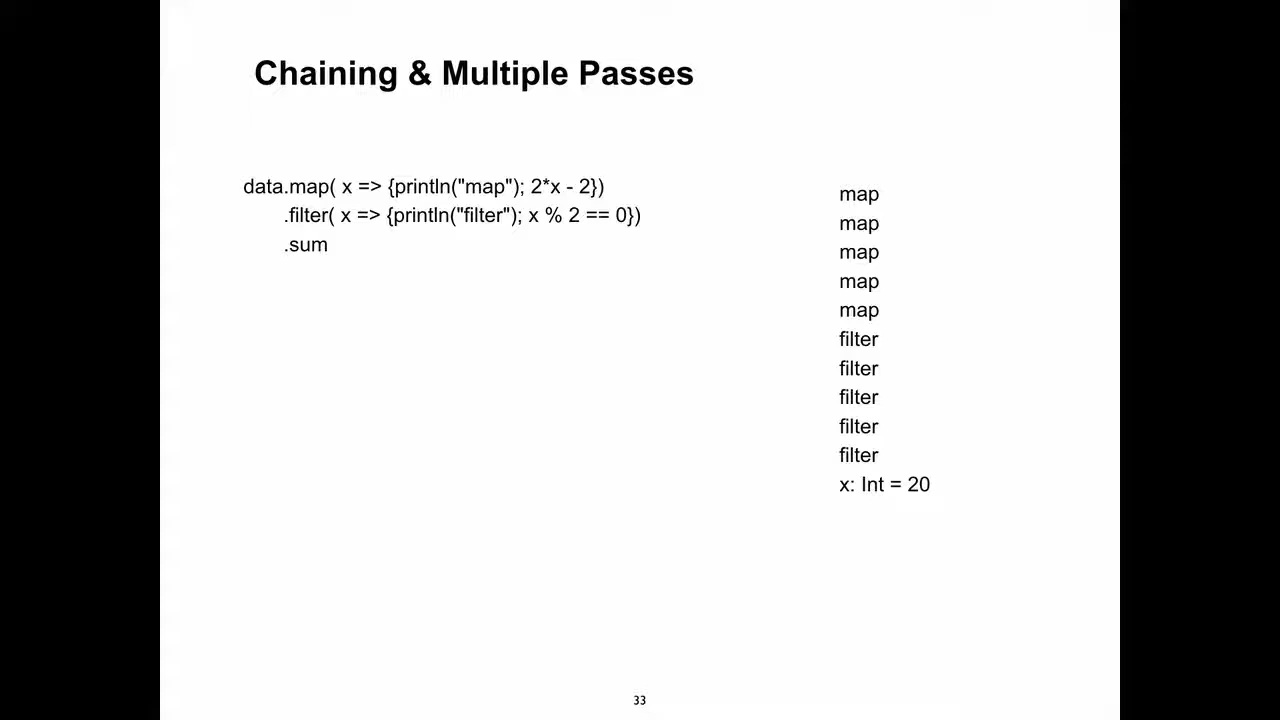 Chaining & Multiple Passes
data.map( x => {println("map"); 2*x - 2})
.filter( x => {println("filter"); x % 2 == 0})
.sum
map
map
map
map
map
filter
filter
filter
filter
filter
x: Int = 20
33